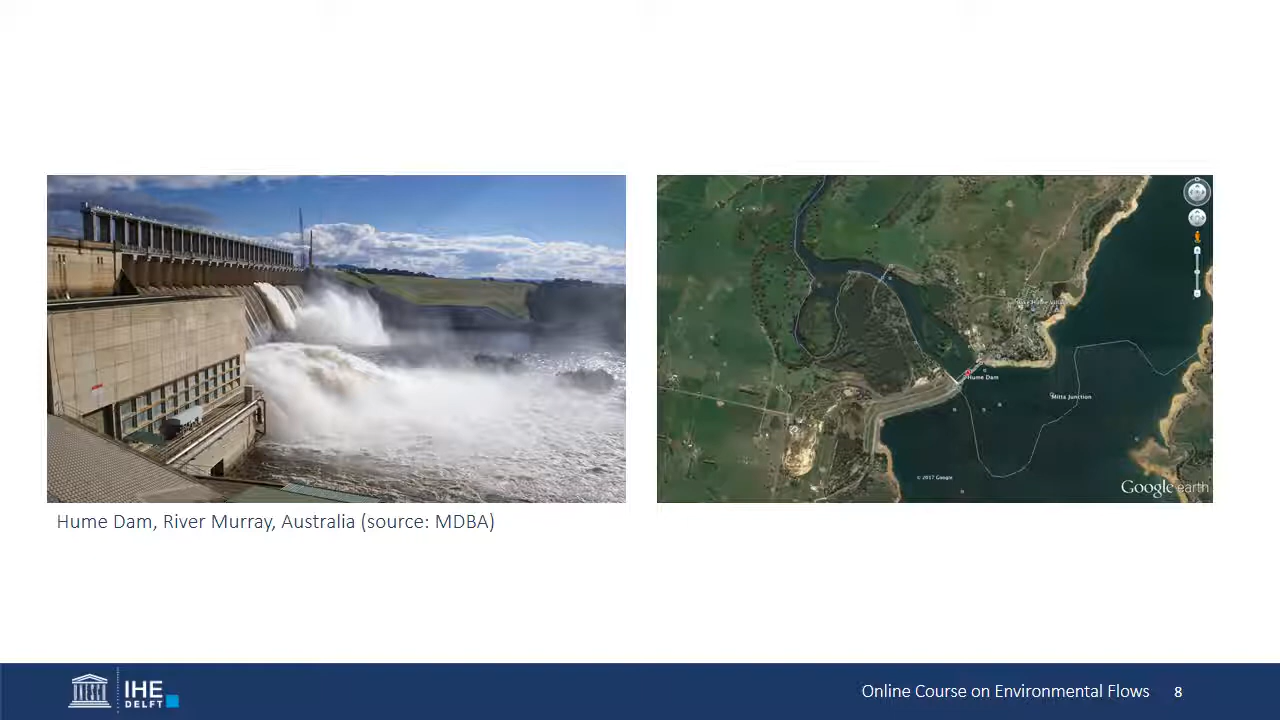 Hume Dam
Mitta Junction
© 2017 Google
Google earth
Hume Dam, River Murray, Australia (source: MDBA)
UNESCO
IHE
DELFT
Online Course on Environmental Flows 8